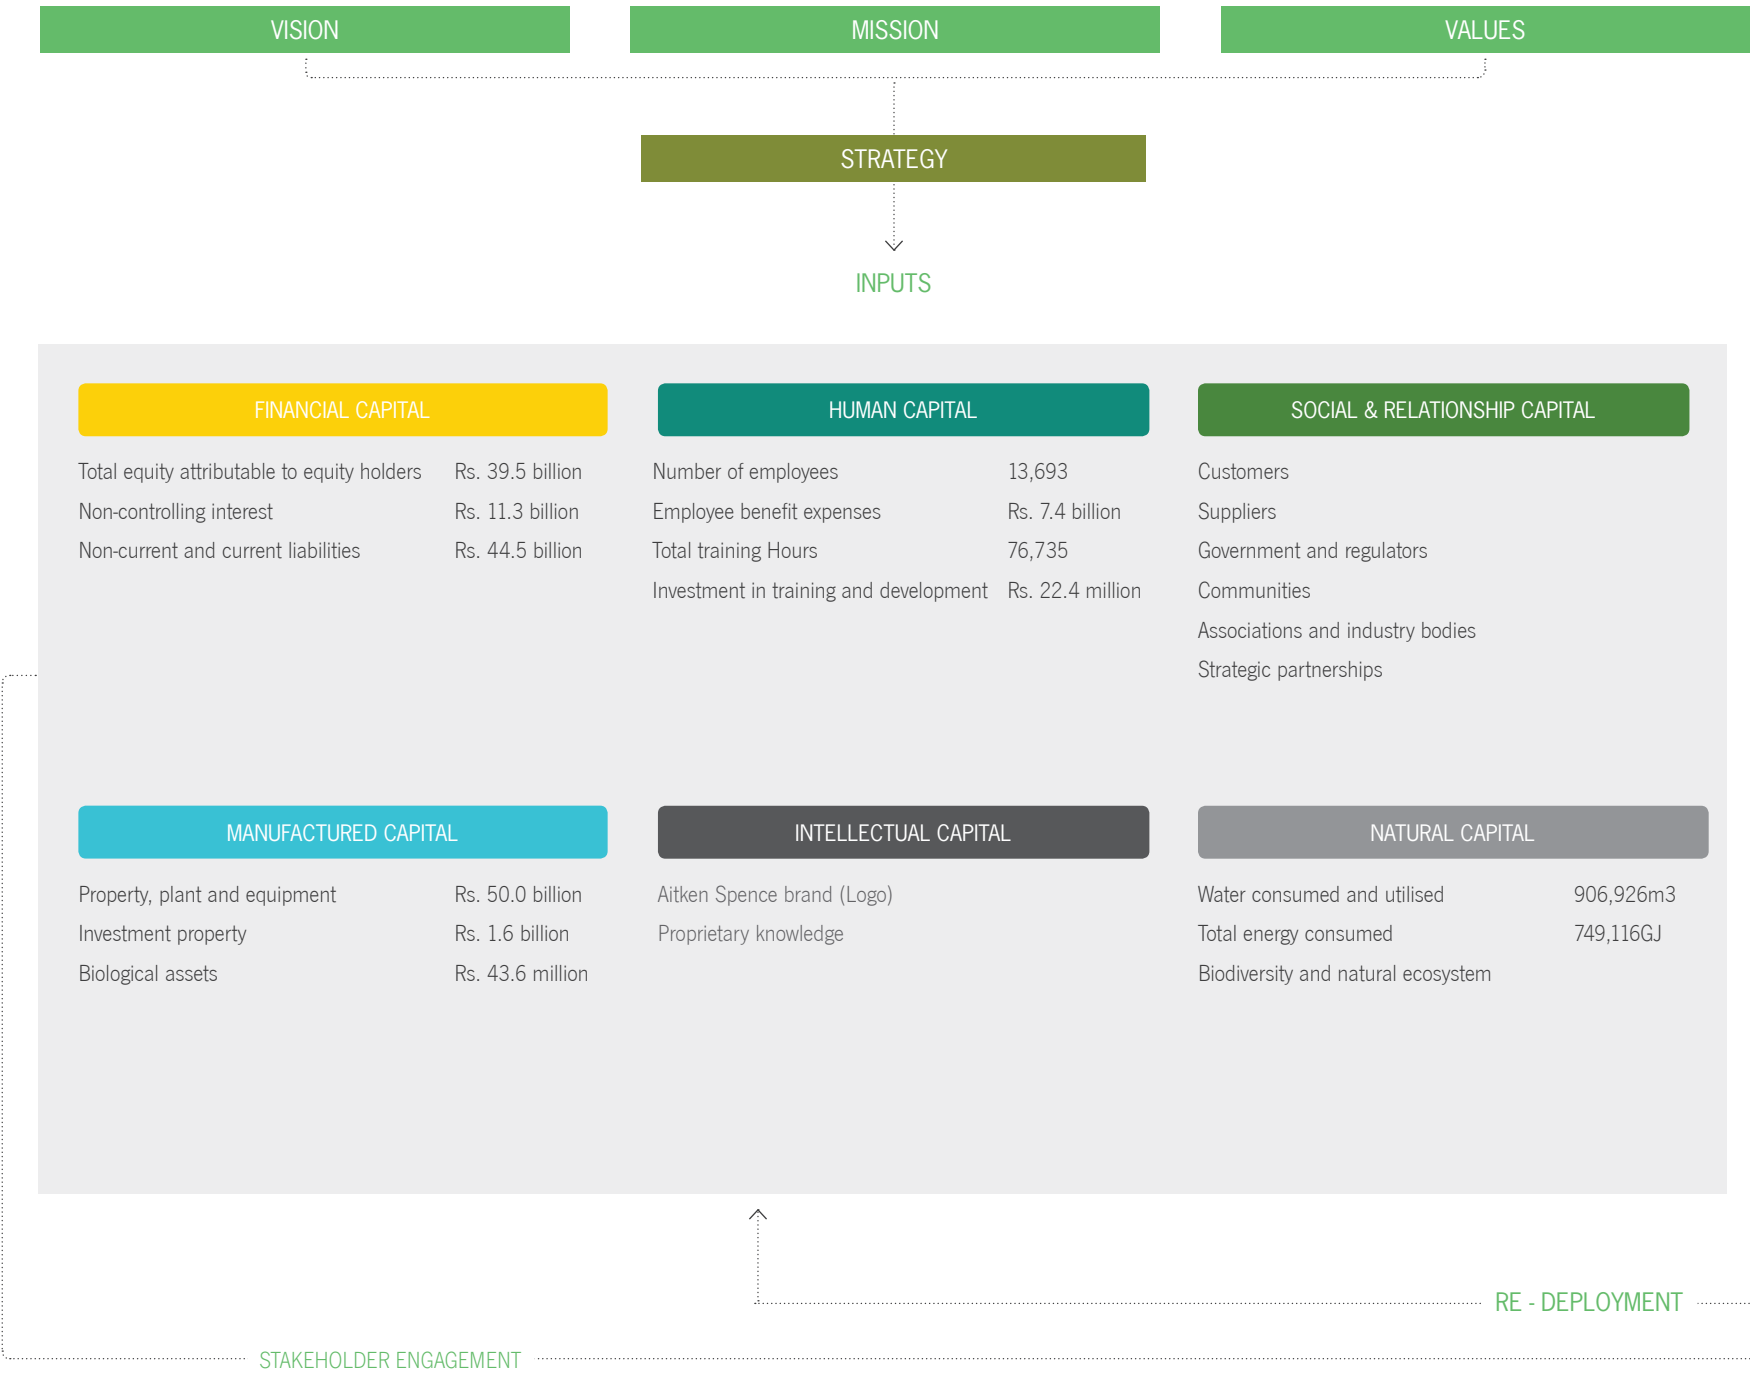 VISION
MISSION
VALUES
STRATEGY
INPUTS
FINANCIAL CAPITAL
Total equity attributable to equity holders Rs. 39.5 billion
Non-controlling interest Rs. 11.3 billion
Non-current and current liabilities Rs. 44.5 billion
HUMAN CAPITAL
Number of employees 13,693
Employee benefit expenses Rs. 7.4 billion
Total training Hours 76,735
Investment in training and development Rs. 22.4 million
SOCIAL & RELATIONSHIP CAPITAL
Customers
Suppliers
Government and regulators
Communities
Associations and industry bodies
Strategic partnerships
MANUFACTURED CAPITAL
Property, plant and equipment Rs. 50.0 billion
Investment property Rs. 1.6 billion
Biological assets Rs. 43.6 million
INTELLECTUAL CAPITAL
Aitken Spence brand (Logo)
Proprietary knowledge
NATURAL CAPITAL
Water consumed and utilised 906,926m3
Total energy consumed 749,116GJ
Biodiversity and natural ecosystem
RE - DEPLOYMENT
STAKEHOLDER ENGAGEMENT